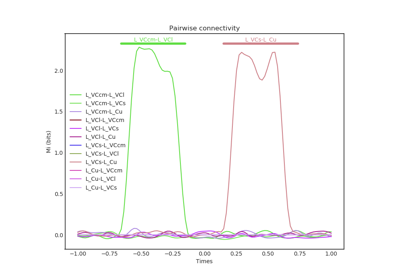 Pairwise connectivity
L_VCcm-L_VCl
L_VCs-L_Cu
2.0
1.5
1.0
0.5
0.0
MI (bits)
L_VCcm-L_VCl
L_VCcm-L_VCs
L_VCcm-L_Cu
L_VCl-L_VCcm
L_VCl-L_VCs
L_VCl-L_Cu
L_VCs-L_VCcm
L_VCs-L_VCl
L_VCs-L_Cu
L_Cu-L_VCcm
L_Cu-L_VCl
L_Cu-L_VCs
−1.00 −0.75 −0.50 −0.25 0.00 0.25 0.50 0.75 1.00
Times